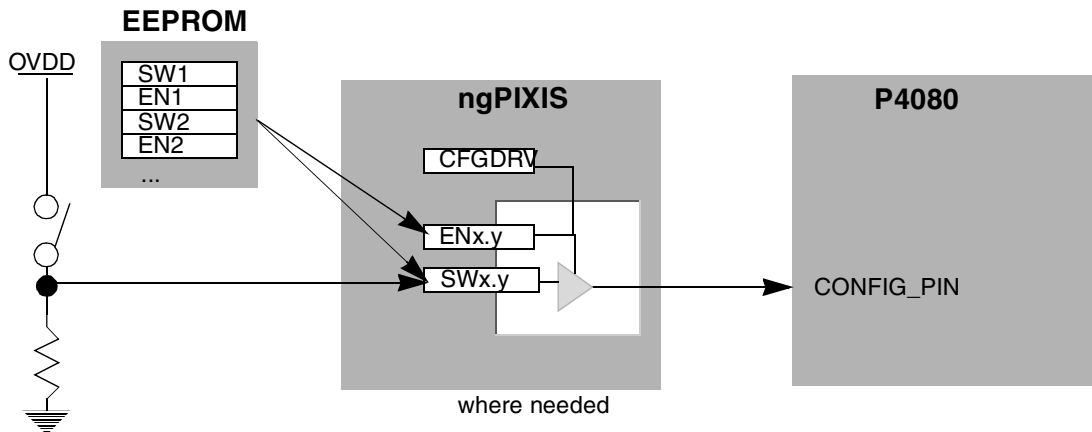 EEPROM
OVDD
SW1
EN1
SW2
EN2
...
ngPIXIS
CFGDRV
ENx.y
SWx.y
where needed
P4080
CONFIG_PIN